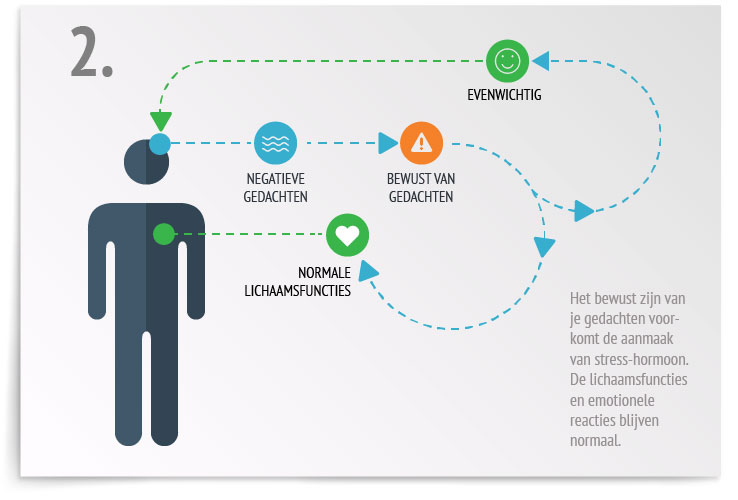 2.
EVENWICHTIG
NEGATIEVE
GEDACHTEN
BEWUST VAN
GEDACHTEN
NORMALE
LICHAAMSFUNCTIES
Het bewust zijn van
je gedachten voor-
komt de aanmaak
van stress-hormoon.
De lichaamsfuncties
en emotionele
reacties blijven
normaal.